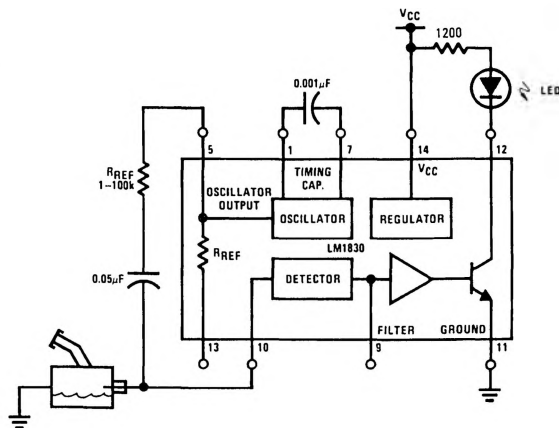 VCC
1200
LED
0.001µF
5
1
7
14
12
RREF
1–100k
TIMING
CAP.
VCC
OSCILLATOR
OUTPUT
OSCILLATOR
REGULATOR
LM1830
RREF
DETECTOR
0.05µF
FILTER
GROUND
13
10
9
11